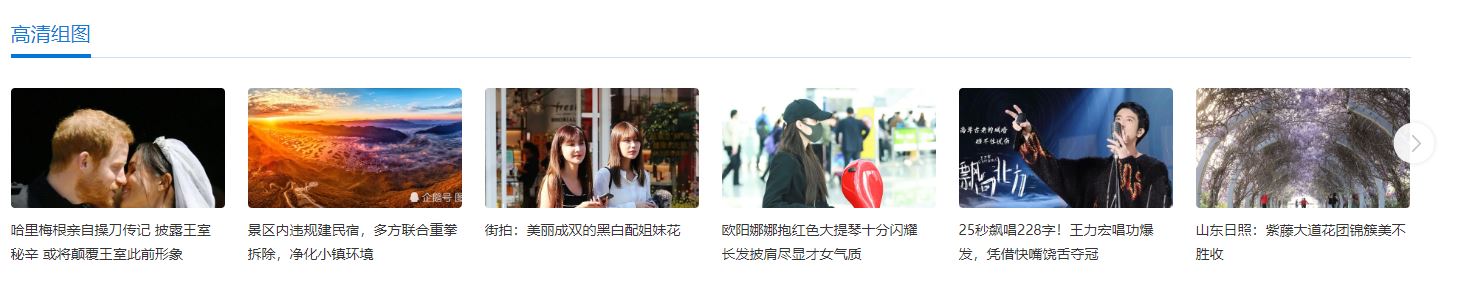 高清组图
企鹅号 图
fresh
飘向北方
哈里梅根亲自操刀传记 披露王室
秘辛 或将颠覆王室此前形象
景区内违规建民宿，多方联合重拳
拆除，净化小镇环境
街拍：美丽成双的黑白配姐妹花
欧阳娜娜抱红色大提琴十分闪耀
长发披肩尽显才女气质
25秒飙唱228字！王力宏唱功爆
发，凭借快嘴饶舌夺冠
山东日照：紫藤大道花团锦簇美不
胜收